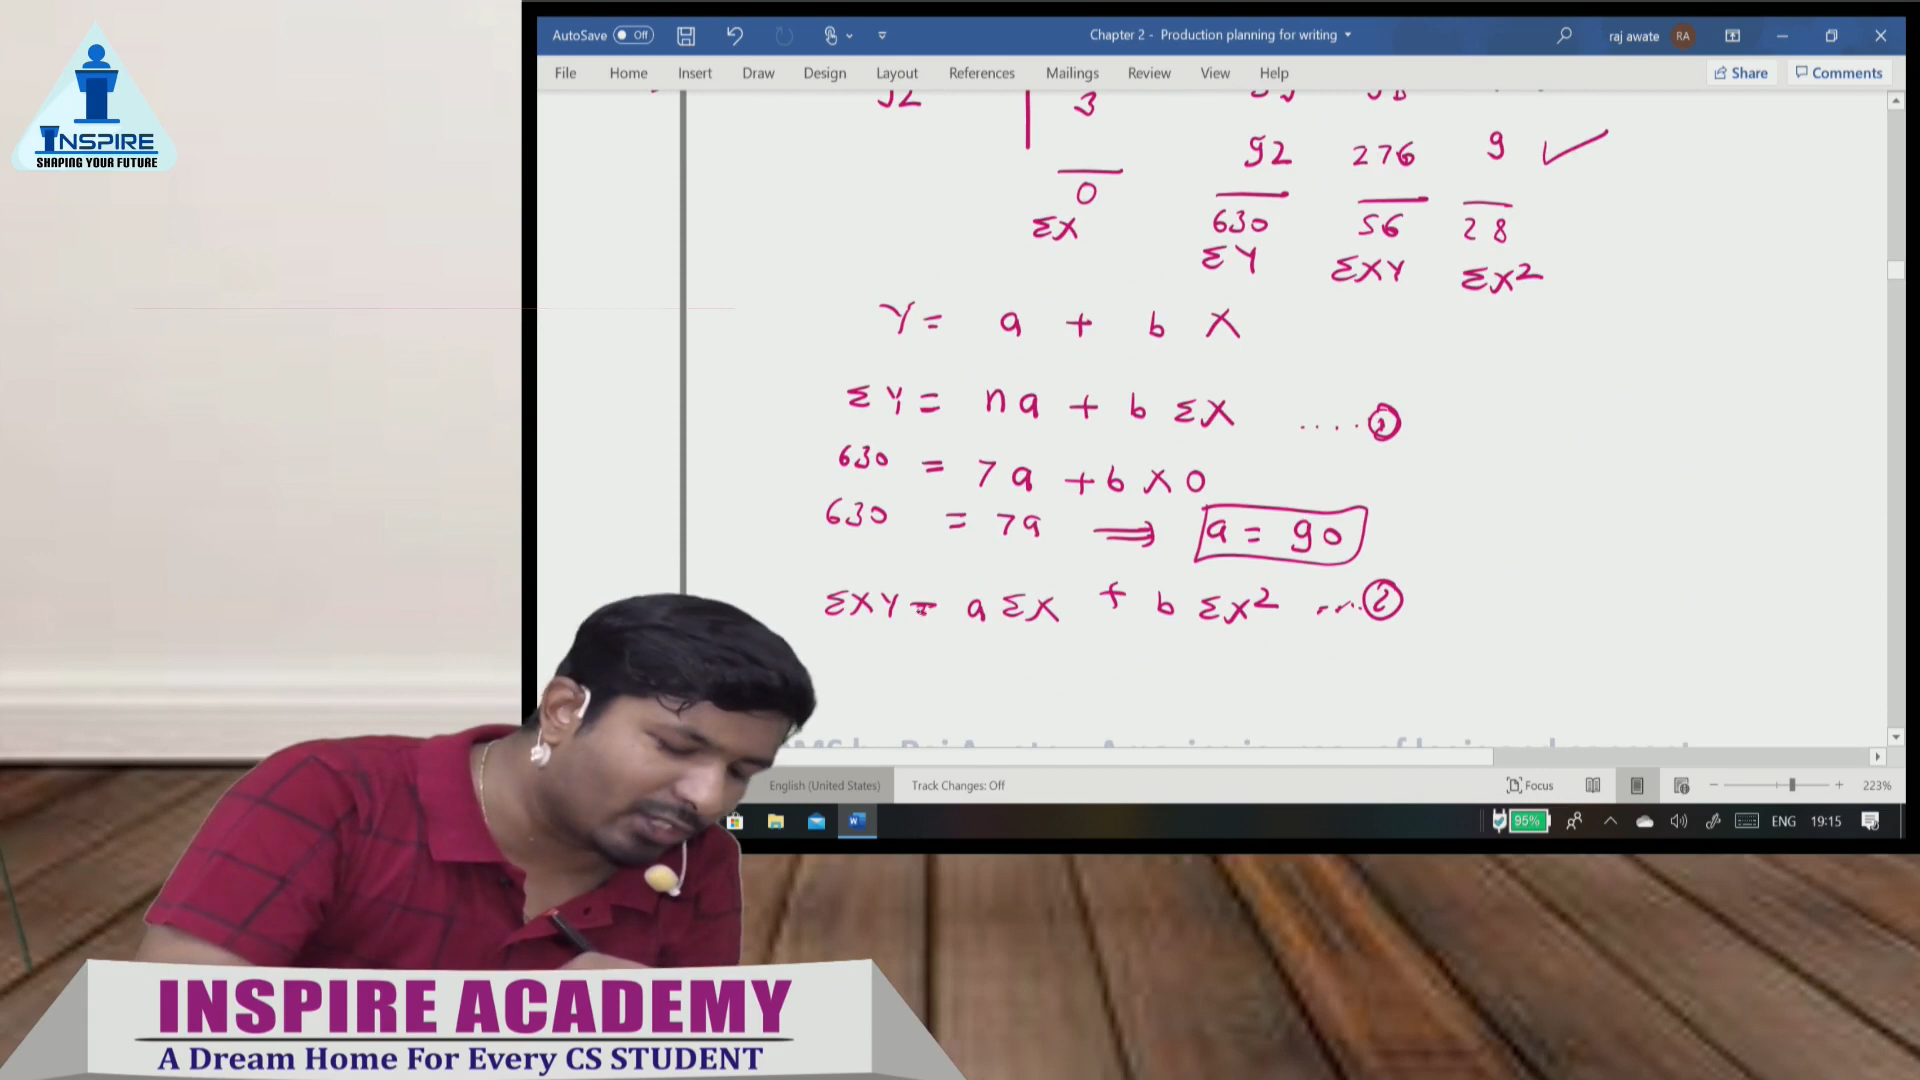 INSPIRE
SHAPING YOUR FUTURE
AutoSave Off
Chapter 2 - Production planning for writing
raj awate RA
File Home Insert Draw Design Layout References Mailings Review View Help
Share Comments
92 3
92 276 9
0 630 56 28
ΣX ΣY ΣXY ΣX²
Y = a + b X
ΣY = na + b ΣX ....①
630 = 7a + b X 0
630 = 7a ⟹ a = 90
ΣXY = a ΣX + b ΣX² ....②
English (United States) Track Changes: Off Focus 223%
95% ENG 19:15
INSPIRE ACADEMY
A Dream Home For Every CS STUDENT